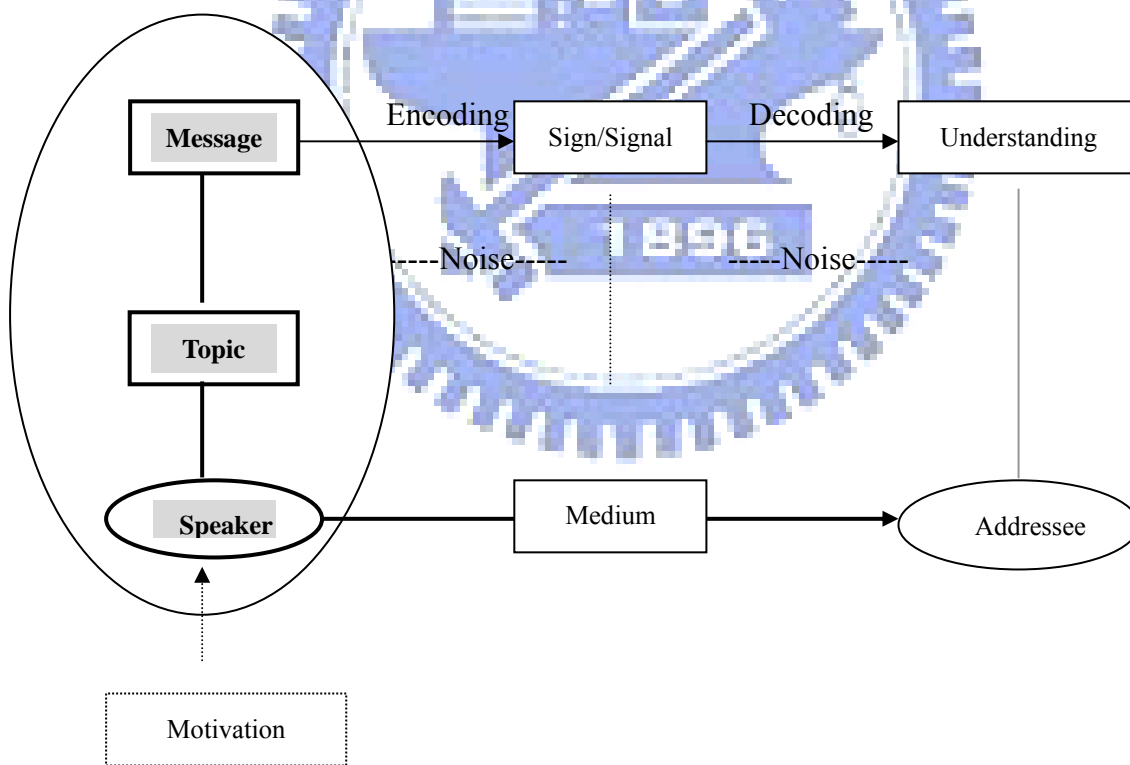 Encoding
Decoding
Message
Sign/Signal
Understanding
1896
-----Noise-----
-----Noise-----
Topic
Speaker
Medium
Addressee
Motivation